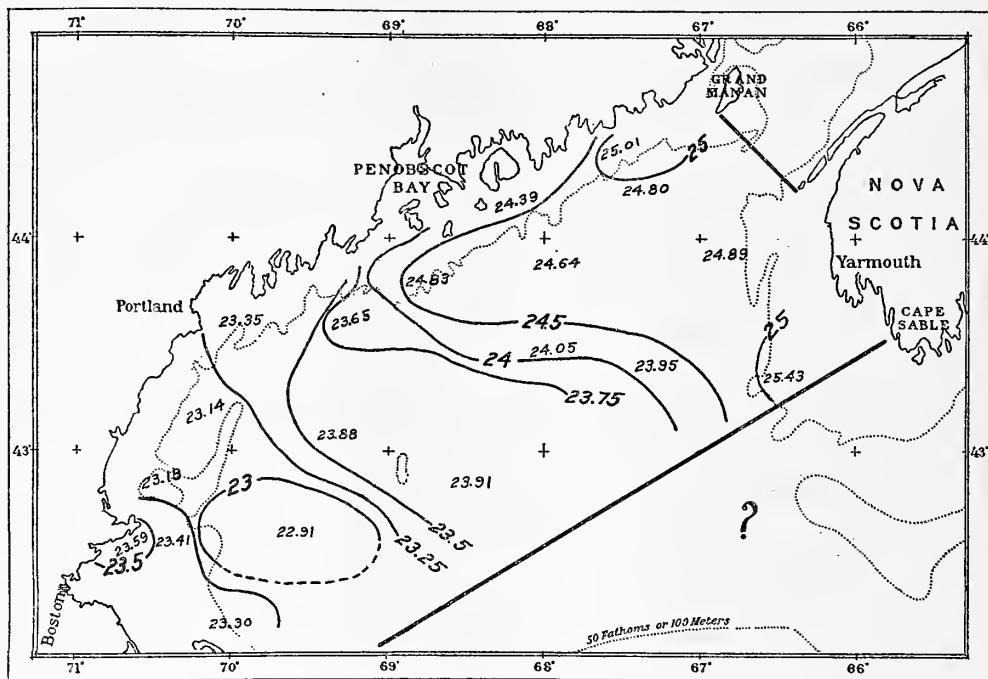 71° 70° 69° 68° 67° 66°
GRAND
MANAN
25.01
25
PENOBSCOT
BAY
24.80
24.39
NOVA
SCOTIA
44°
44°
24.64
24.89
Yarmouth
24.83
Portland
23.35
23.65
24.5
25
CAPE
SABLE
24
24.05
23.95
25.43
23.75
23.14
23.88
43°
43°
23.18
23
23.91
22.91
23.5
?
23.59
23.41
23.25
23.5
Boston
23.30
50 Fathoms or 100 Meters
71° 70° 69° 68° 67° 66°